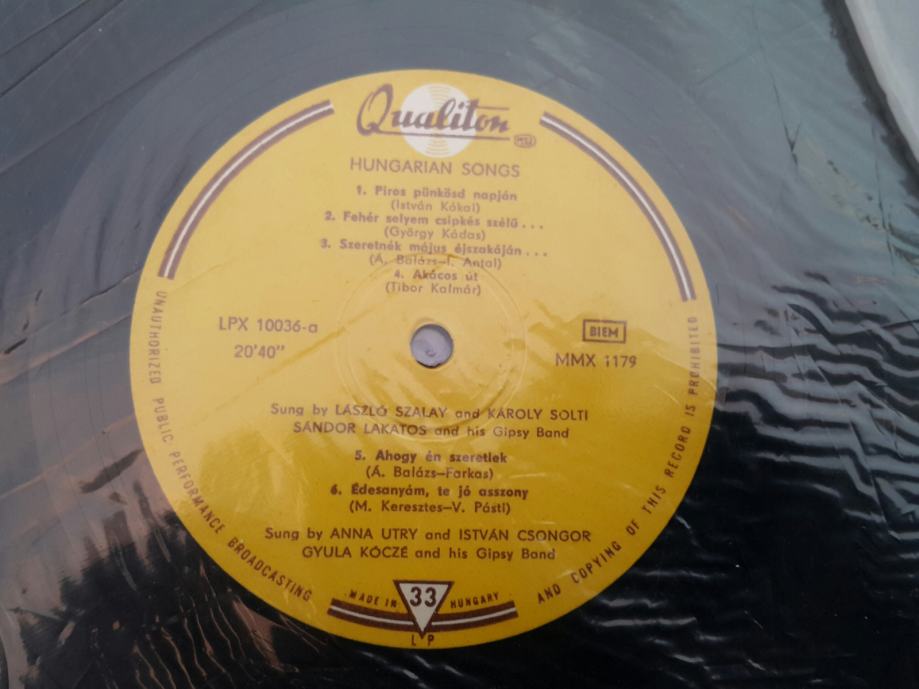 Qualiton
HUNGARIAN SONGS
1. Piros pünkösd napján
(István Kókai)
2. Fehér selyem csipkés szélű...
(György Kádas)
3. Szeretnék május éjszakáján...
(Á. Balázs–I. Antal)
4. Akácos út
(Tibor Kalmár)
LPX 10036-a
20'40"
BIEM
MMX 1179
Sung by LÁSZLÓ SZALAY and KÁROLY SOLTI
SÁNDOR LAKATOS and his Gipsy Band
5. Ahogy én szeretlek
(Á. Balázs–Farkas)
6. Édesanyám, te jó asszony
(M. Keresztes–V. Pásti)
Sung by ANNA UTRY and ISTVÁN CSONGOR
GYULA KÓCZÉ and his Gipsy Band
MADE IN 33 HUNGARY
LP
UNAUTHORIZED PUBLIC PERFORMANCE BROADCASTING AND COPYING OF THIS RECORD IS PROHIBITED